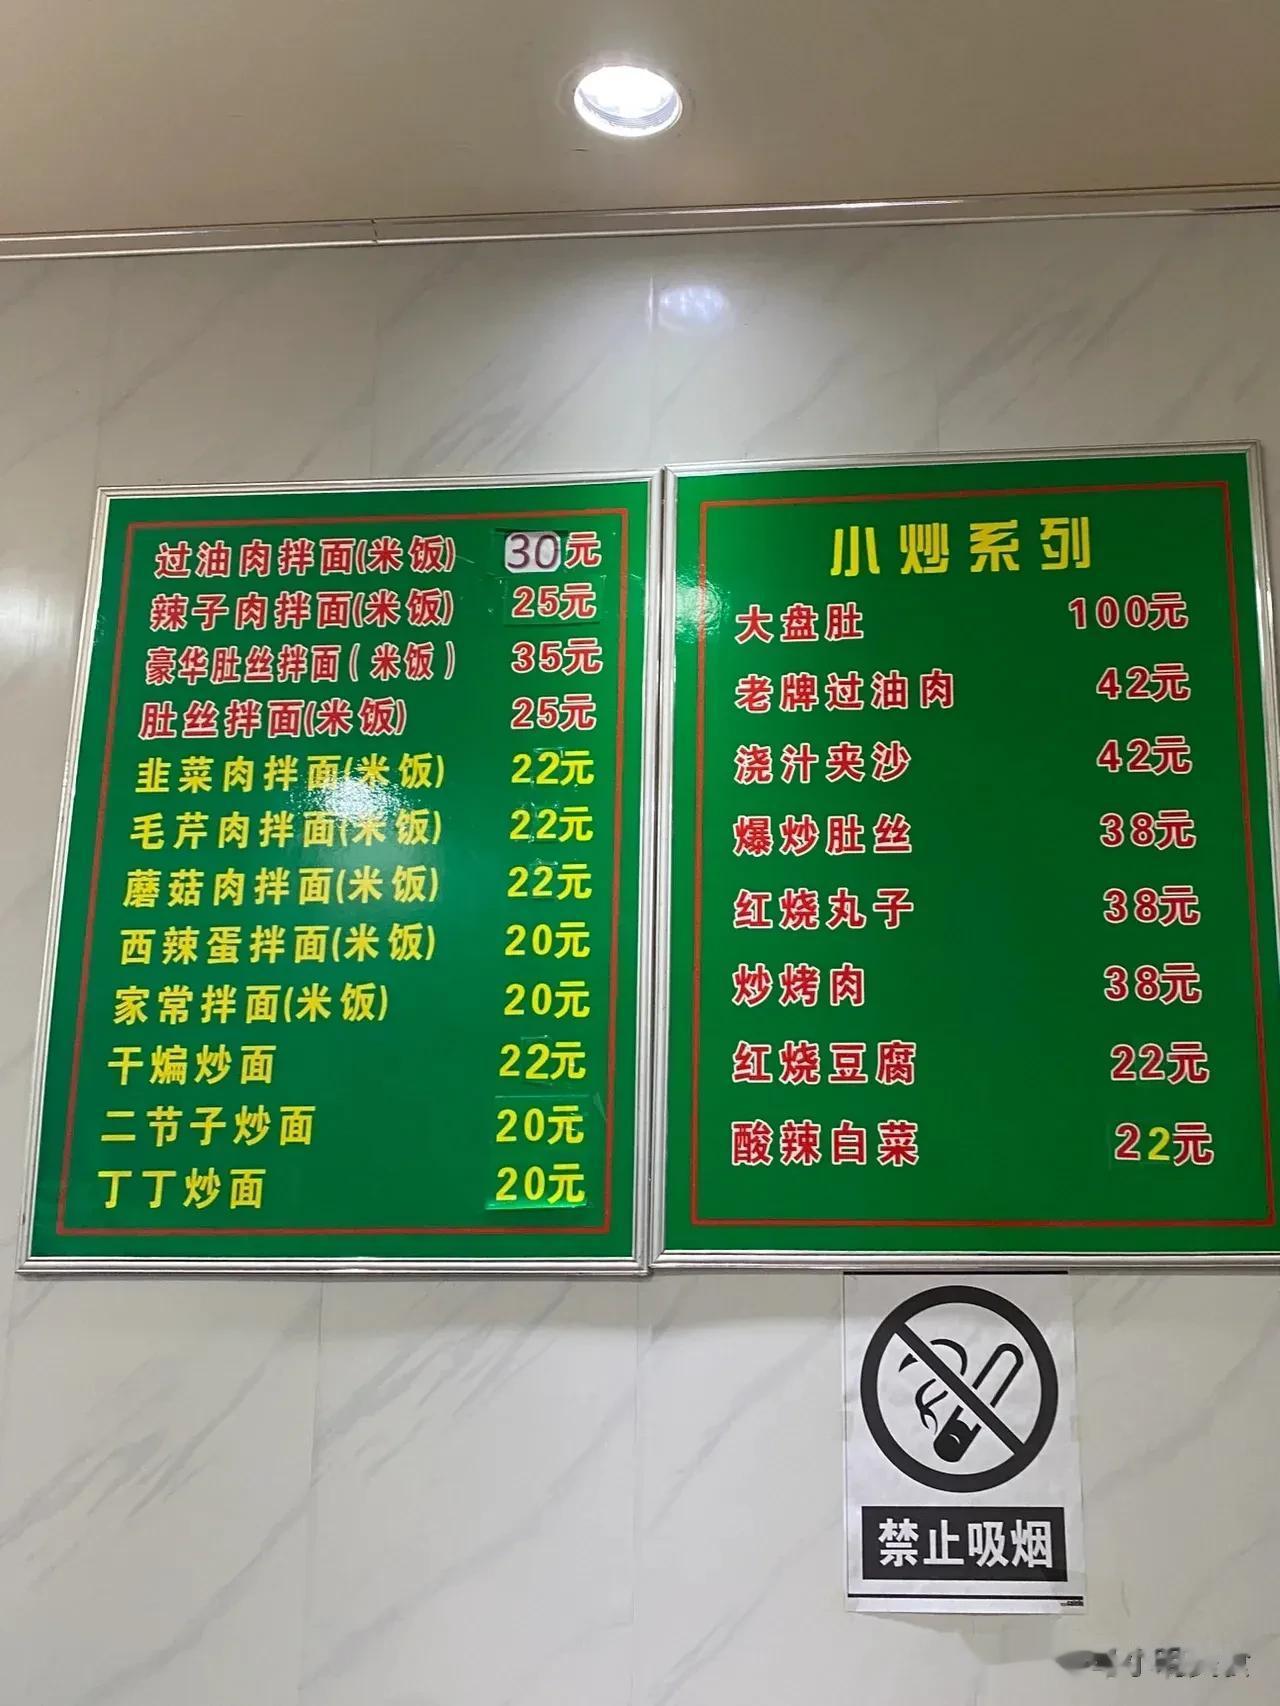 过油肉拌面(米饭) 30元
辣子肉拌面(米饭) 25元
豪华肚丝拌面(米饭) 35元
肚丝拌面(米饭) 25元
韭菜肉拌面(米饭) 22元
毛芹肉拌面(米饭) 22元
蘑菇肉拌面(米饭) 22元
西辣蛋拌面(米饭) 20元
家常拌面(米饭) 20元
干煸炒面 22元
二节子炒面 20元
丁丁炒面 20元
小炒系列
大盘肚 100元
老牌过油肉 42元
浇汁夹沙 42元
爆炒肚丝 38元
红烧丸子 38元
炒烤肉 38元
红烧豆腐 22元
酸辣白菜 22元
禁止吸烟